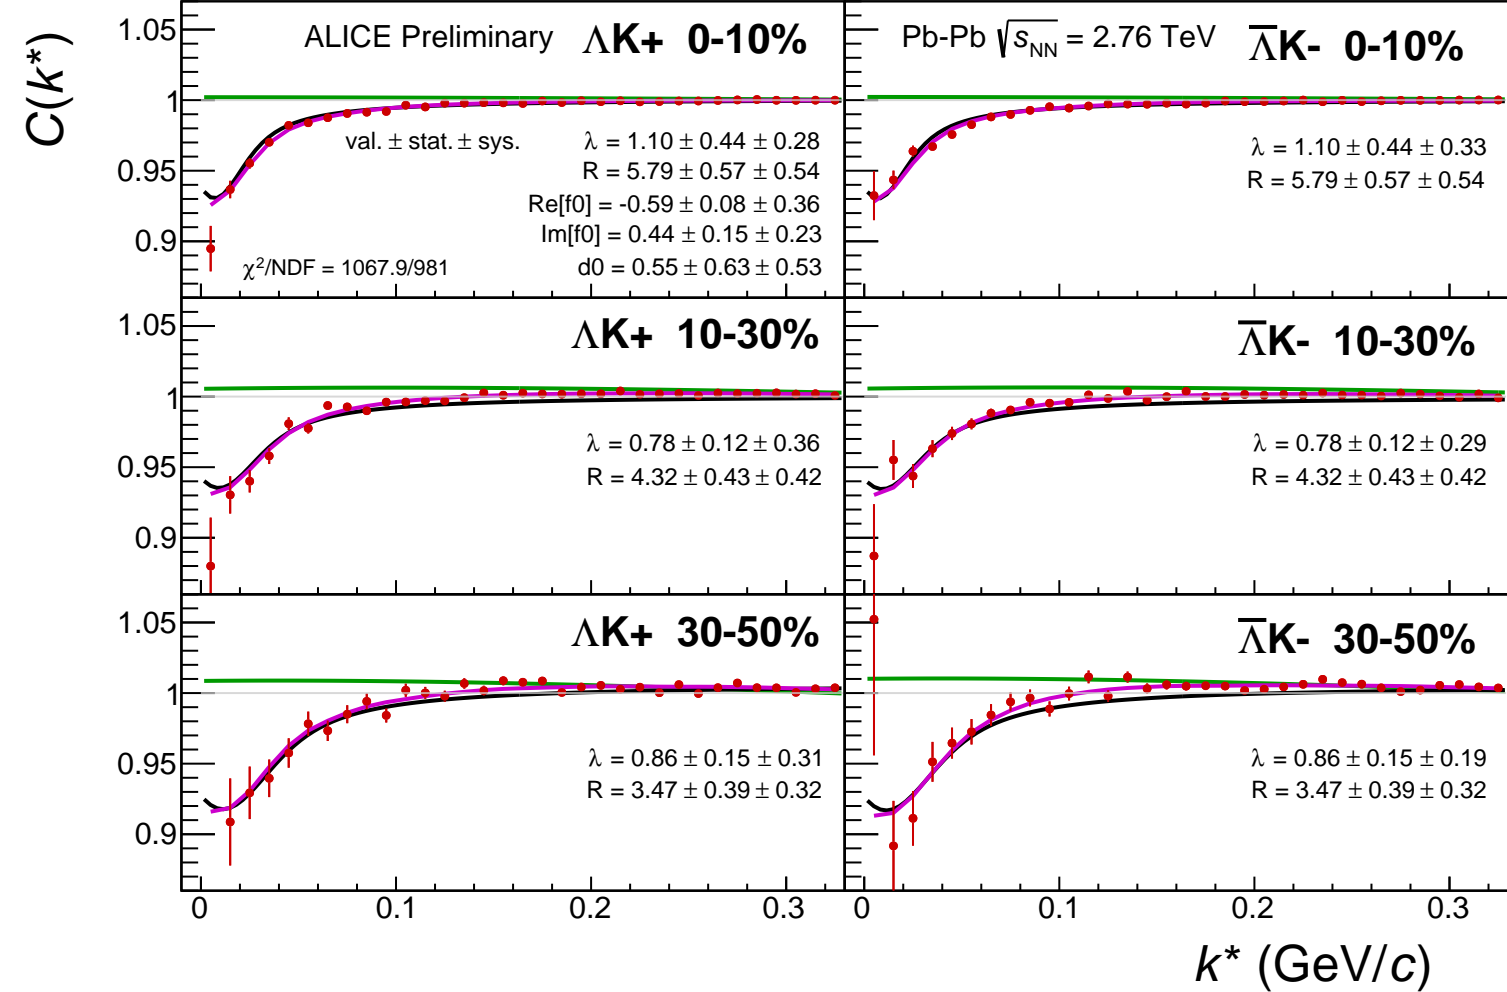 C(k*)
ALICE Preliminary ΛK+ 0-10%
1.05
1
0.95
0.9
val. ± stat. ± sys.
λ = 1.10 ± 0.44 ± 0.28
R = 5.79 ± 0.57 ± 0.54
Re[f0] = -0.59 ± 0.08 ± 0.36
Im[f0] = 0.44 ± 0.15 ± 0.23
d0 = 0.55 ± 0.63 ± 0.53
χ²/NDF = 1067.9/981
Pb-Pb √s_NN = 2.76 TeV Λ̅K- 0-10%
λ = 1.10 ± 0.44 ± 0.33
R = 5.79 ± 0.57 ± 0.54
ΛK+ 10-30%
1.05
1
0.95
0.9
λ = 0.78 ± 0.12 ± 0.36
R = 4.32 ± 0.43 ± 0.42
Λ̅K- 10-30%
λ = 0.78 ± 0.12 ± 0.29
R = 4.32 ± 0.43 ± 0.42
ΛK+ 30-50%
1.05
1
0.95
0.9
λ = 0.86 ± 0.15 ± 0.31
R = 3.47 ± 0.39 ± 0.32
Λ̅K- 30-50%
λ = 0.86 ± 0.15 ± 0.19
R = 3.47 ± 0.39 ± 0.32
0 0.1 0.2 0.3 0 0.1 0.2 0.3
k* (GeV/c)